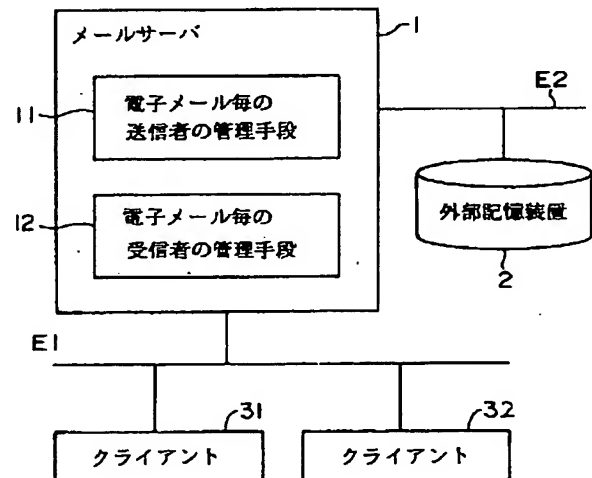 メールサーバ
1
E2
11
電子メール毎の
送信者の管理手段
12
電子メール毎の
受信者の管理手段
外部記憶装置
2
E1
31
32
クライアント
クライアント